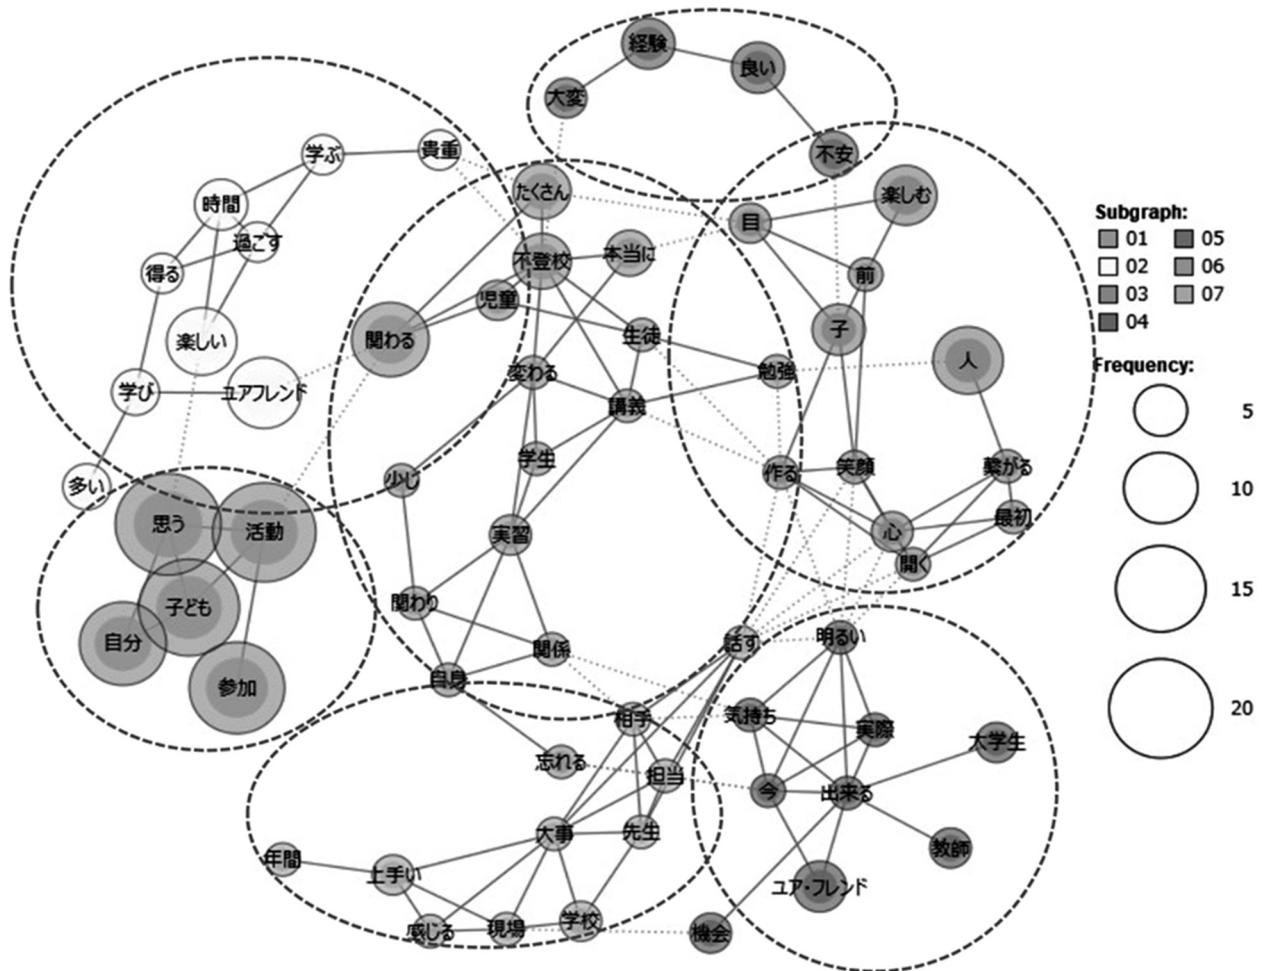 経験
良い
大変
不安
学ぶ
貴重
たくさん
楽しむ
時間
目
過ごす
不登校
本当に
得る
児童
前
関わる
生徒
子
楽しい
人
変わる
勉強
学び
ユアフレンド
講義
学生
少し
作る
笑顔
繋がる
多い
思う
活動
実習
心
最初
開く
子ども
関わり
自分
関係
話す
明るい
参加
自身
相手
気持ち
実際
大学生
忘れる
担当
今
出来る
大事
先生
教師
年間
上手い
ユア・フレンド
感じる
現場
学校
機会
Subgraph:
01 05
02 06
03 07
04
Frequency:
5
10
15
20